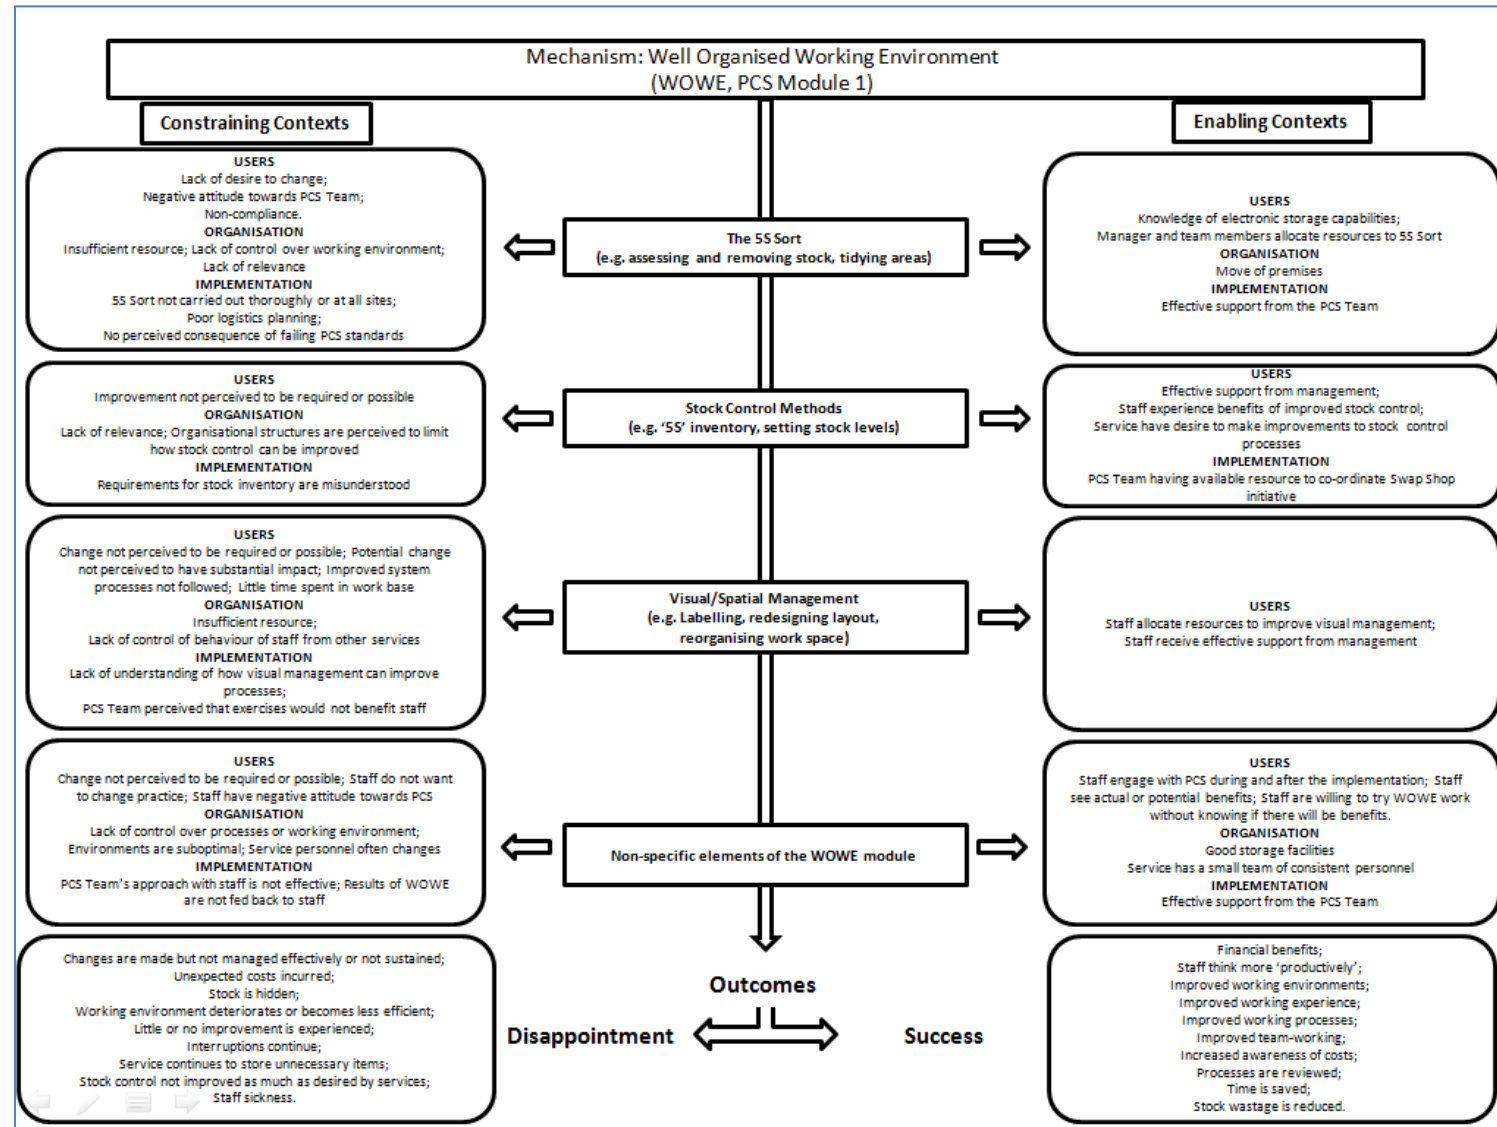 Mechanism: Well Organised Working Environment
(WOWE, PCS Module 1)
Constraining Contexts
Enabling Contexts
USERS
Lack of desire to change;
Negative attitude towards PCS Team;
Non-compliance.
ORGANISATION
Insufficient resource; Lack of control over working environment;
Lack of relevance
IMPLEMENTATION
5S Sort not carried out thoroughly or at all sites;
Poor logistics planning;
No perceived consequence of failing PCS standards
The 5S Sort
(e.g. assessing and removing stock, tidying areas)
USERS
Knowledge of electronic storage capabilities;
Manager and team members allocate resources to 5S Sort
ORGANISATION
Move of premises
IMPLEMENTATION
Effective support from the PCS Team
USERS
Improvement not perceived to be required or possible
ORGANISATION
Lack of relevance; Organisational structures are perceived to limit
how stock control can be improved
IMPLEMENTATION
Requirements for stock inventory are misunderstood
Stock Control Methods
(e.g. ‘5S’ inventory, setting stock levels)
USERS
Effective support from management;
Staff experience benefits of improved stock control;
Service have desire to make improvements to stock control
processes
IMPLEMENTATION
PCS Team having available resource to co-ordinate Swap Shop
initiative
USERS
Change not perceived to be required or possible; Potential change
not perceived to have substantial impact; Improved system
processes not followed; Little time spent in work base
ORGANISATION
Insufficient resource;
Lack of control of behaviour of staff from other services
IMPLEMENTATION
Lack of understanding of how visual management can improve
processes;
PCS Team perceived that exercises would not benefit staff
Visual/Spatial Management
(e.g. Labelling, redesigning layout,
reorganising work space)
USERS
Staff allocate resources to improve visual management;
Staff receive effective support from management
USERS
Change not perceived to be required or possible; Staff do not want
to change practice; Staff have negative attitude towards PCS
ORGANISATION
Lack of control over processes or working environment;
Environments are suboptimal; Service personnel often changes
IMPLEMENTATION
PCS Team’s approach with staff is not effective; Results of WOWE
are not fed back to staff
Non-specific elements of the WOWE module
USERS
Staff engage with PCS during and after the implementation; Staff
see actual or potential benefits; Staff are willing to try WOWE work
without knowing if there will be benefits.
ORGANISATION
Good storage facilities
Service has a small team of consistent personnel
IMPLEMENTATION
Effective support from the PCS Team
Changes are made but not managed effectively or not sustained;
Unexpected costs incurred;
Stock is hidden;
Working environment deteriorates or becomes less efficient;
Little or no improvement is experienced;
Interruptions continue;
Service continues to store unnecessary items;
Stock control not improved as much as desired by services;
Staff sickness.
Outcomes
Disappointment
Success
Financial benefits;
Staff think more ‘productively’;
Improved working environments;
Improved working experience;
Improved working processes;
Improved team-working;
Increased awareness of costs;
Processes are reviewed;
Time is saved;
Stock wastage is reduced.